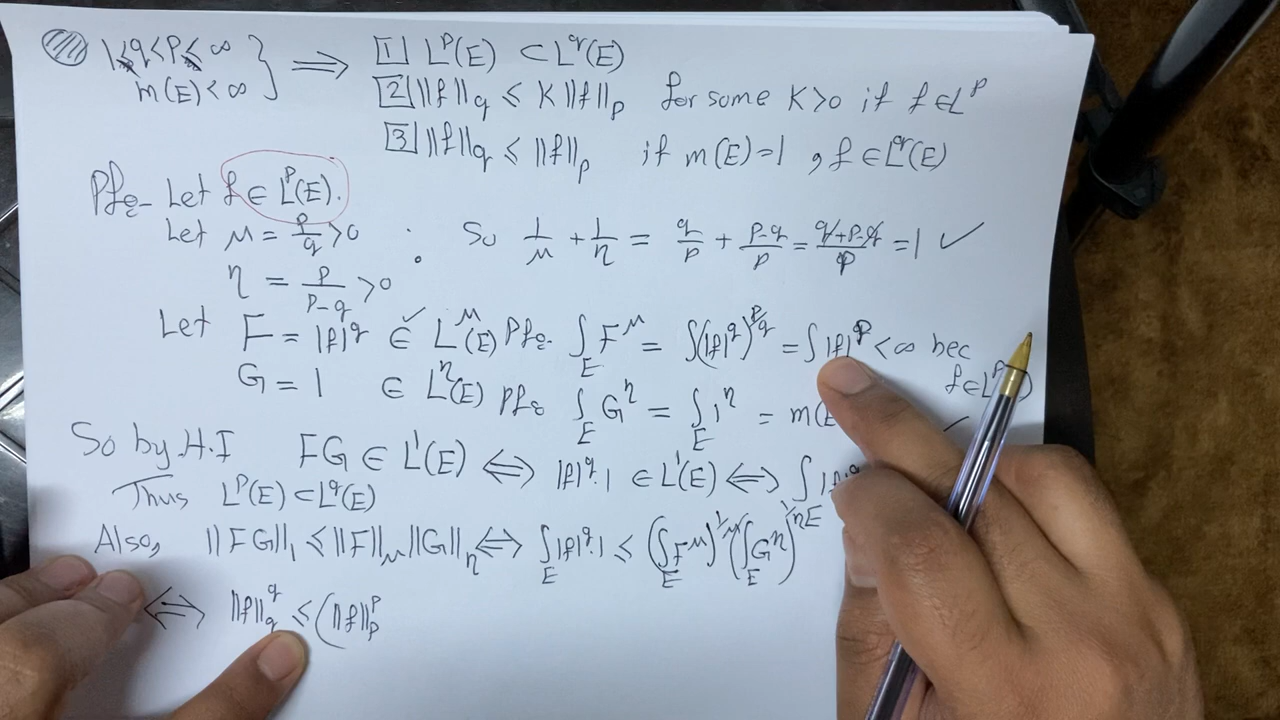 1≤q<p≤∞ } ⟹ [1] L^p(E) ⊂ L^q(E)
m(E)<∞ [2] ||f||_q ≤ K||f||_p for some K>0 if f∈L^p
[3] ||f||_q ≤ ||f||_p if m(E)=1 , f∈L^q(E)
Pf:- Let f ∈ L^p(E).
Let μ = p/q >0 : So 1/μ + 1/η = q/p + (p-q)/p = (q+p-q)/p = 1 ✓
η = p/(p-q) >0
Let F = |f|^q ∈ L^μ(E) Pf:- ∫_E F^μ = ∫(|f|^q)^{p/q} = ∫|f|^p <∞ bec
f∈L^p
G = 1 ∈ L^η(E) Pf: ∫_E G^η = ∫_E 1^η = m(E
So by H.I FG ∈ L^1(E) ⟺ |f|^q.1 ∈ L^1(E) ⟺ ∫_E |f|^q
Thus L^p(E) ⊂ L^q(E)
Also, ||FG||_1 ≤ ||F||_μ ||G||_η ⟺ ∫_E |f|^q.1 ≤ (∫_E F^μ)^{1/μ} (∫_E G^η)^{1/η}
⟺ ||f||_q^q ≤ (||f||_p^p